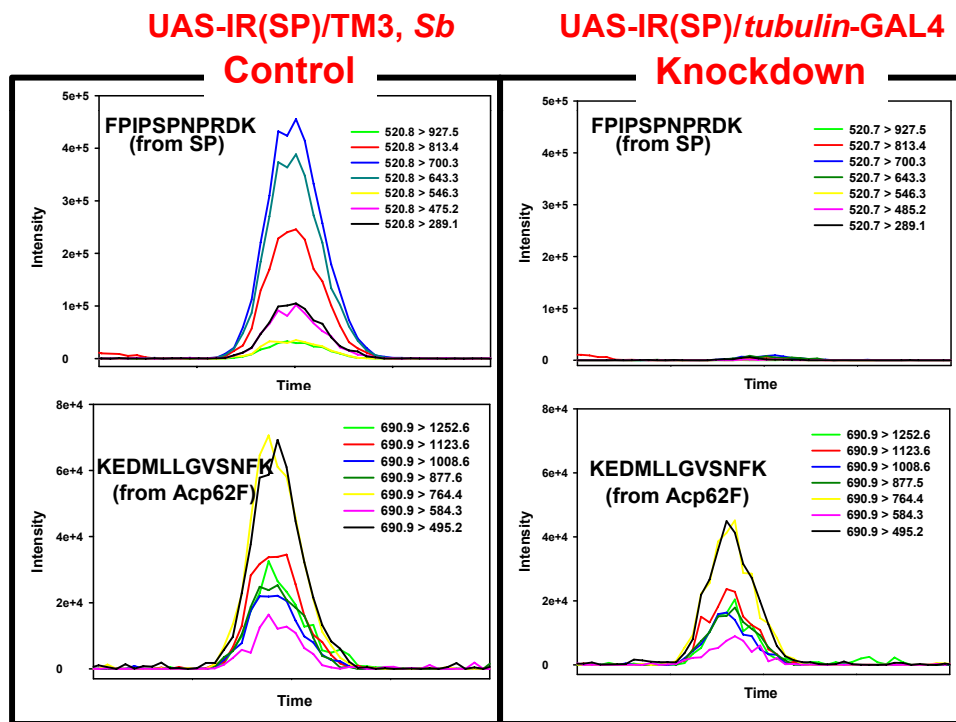 UAS-IR(SP)/TM3, Sb
Control
UAS-IR(SP)/tubulin-GAL4
Knockdown
5e+5
4e+5
3e+5
2e+5
1e+5
0
Intensity
Time
FPIPSPNPRDK
(from SP)
520.8 > 927.5
520.8 > 813.4
520.8 > 700.3
520.8 > 643.3
520.8 > 546.3
520.8 > 475.2
520.8 > 289.1
5e+5
4e+5
3e+5
2e+5
1e+5
0
Intensity
Time
FPIPSPNPRDK
(from SP)
520.7 > 927.5
520.7 > 813.4
520.7 > 700.3
520.7 > 643.3
520.7 > 546.3
520.7 > 485.2
520.7 > 289.1
8e+4
6e+4
4e+4
2e+4
0
Intensity
Time
KEDMLLGVSNFK
(from Acp62F)
690.9 > 1252.6
690.9 > 1123.6
690.9 > 1008.6
690.9 > 877.6
690.9 > 764.4
690.9 > 584.3
690.9 > 495.2
8e+4
6e+4
4e+4
2e+4
0
Intensity
Time
KEDMLLGVSNFK
(from Acp62F)
690.9 > 1252.6
690.9 > 1123.6
690.9 > 1008.6
690.9 > 877.5
690.9 > 764.4
690.9 > 584.3
690.9 > 495.2